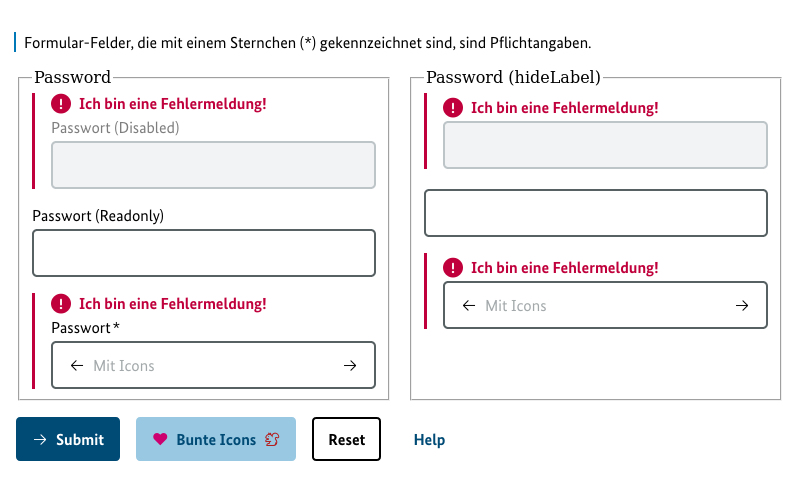 Formular-Felder, die mit einem Sternchen (*) gekennzeichnet sind, sind Pflichtangaben.
Password
Ich bin eine Fehlermeldung!
Passwort (Disabled)
Passwort (Readonly)
Ich bin eine Fehlermeldung!
Passwort*
Mit Icons
Password (hideLabel)
Ich bin eine Fehlermeldung!
Ich bin eine Fehlermeldung!
Mit Icons
Submit
Bunte Icons
Reset
Help